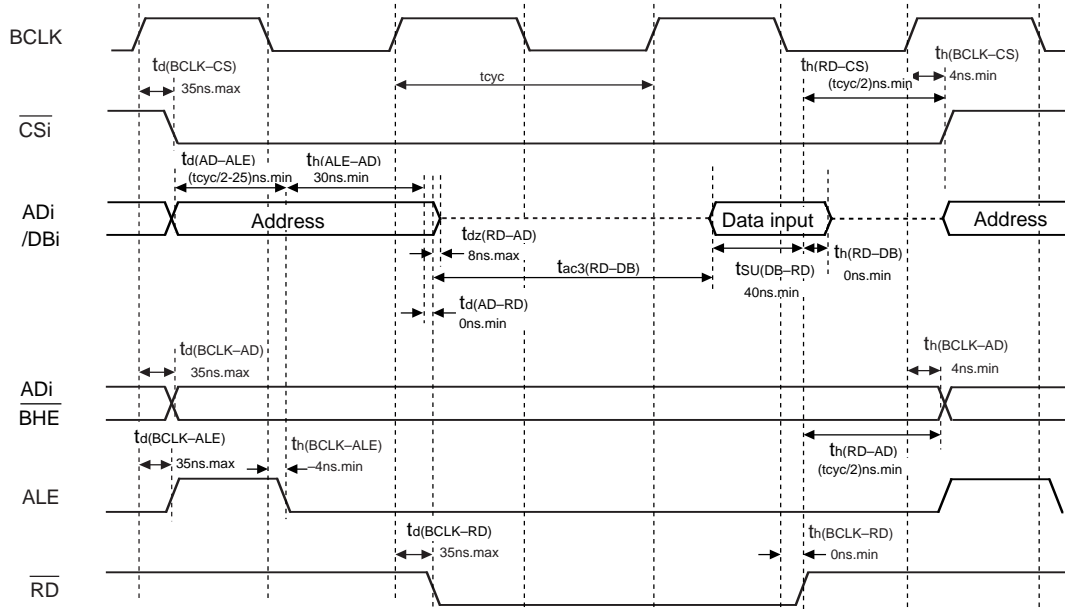 BCLK
td(BCLK–CS)
35ns.max
tcyc
th(RD–CS)
(tcyc/2)ns.min
th(BCLK–CS)
4ns.min
CSi
td(AD–ALE)
(tcyc/2-25)ns.min
th(ALE–AD)
30ns.min
ADi
/DBi
Address
Data input
Address
tdz(RD–AD)
8ns.max
tac3(RD–DB)
tSU(DB–RD)
40ns.min
th(RD–DB)
0ns.min
td(AD–RD)
0ns.min
td(BCLK–AD)
35ns.max
th(BCLK–AD)
4ns.min
ADi
BHE
td(BCLK–ALE)
35ns.max
th(BCLK–ALE)
–4ns.min
th(RD–AD)
(tcyc/2)ns.min
ALE
td(BCLK–RD)
35ns.max
th(BCLK–RD)
0ns.min
RD